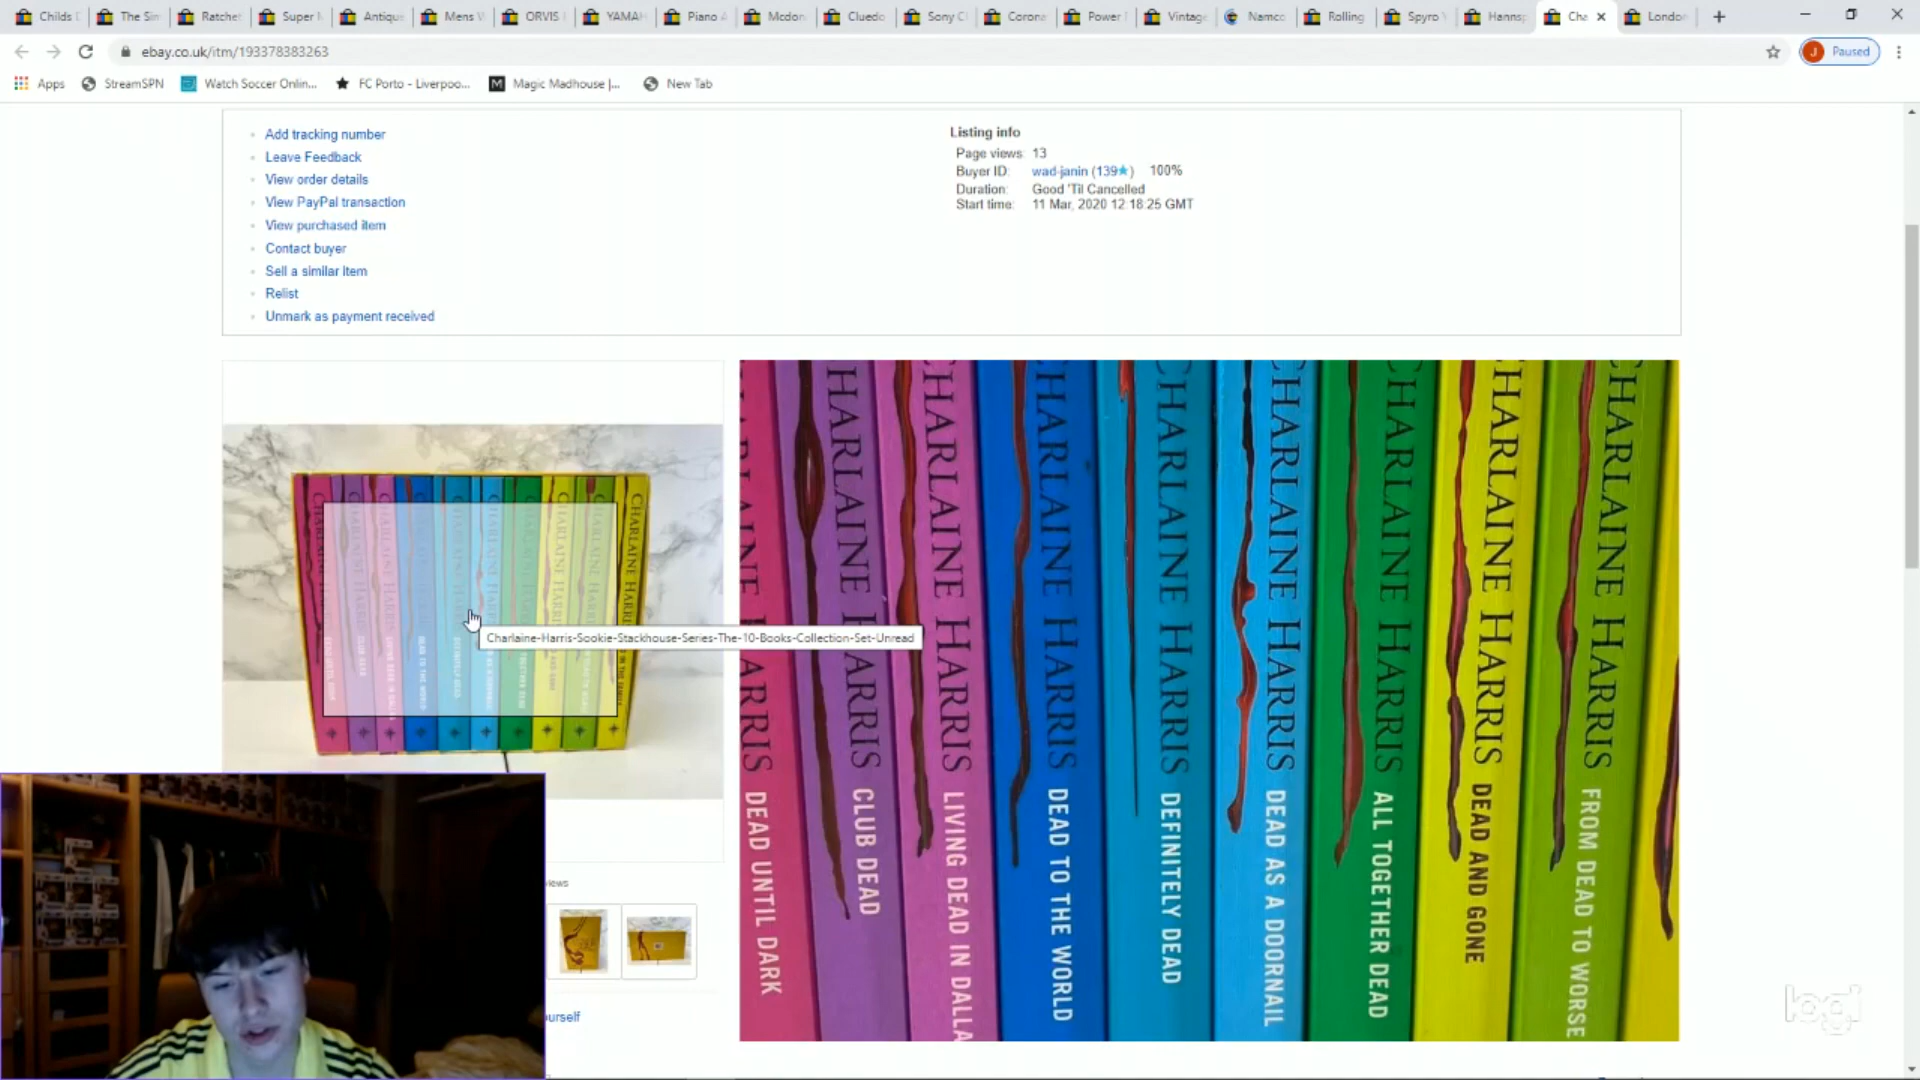 Childs D
The Sim
Ratchet
Super M
Antique
Mens V
ORVIS
YAMAH
Piano A
Mcdon
Cluedo
Sony C
Corona
Power
Vintage
Namco
Rolling
Spyro
Hannsp
Cha
London
ebay.co.uk/itm/193378383263
J Paused
Apps
StreamSPN
Watch Soccer Onlin...
FC Porto - Liverpoo...
M Magic Madhouse |...
New Tab
Add tracking number
Leave Feedback
View order details
View PayPal transaction
View purchased item
Contact buyer
Sell a similar item
Relist
Unmark as payment received
Listing info
Page views: 13
Buyer ID: wad-janin (139★) 100%
Duration: Good 'Til Cancelled
Start time: 11 Mar, 2020 12:18:25 GMT
Charlaine-Harris-Sookie-Stackhouse-Series-The-10-Books-Collection-Set-Unread
HARRIS DEAD UNTIL DARK
CHARLAINE HARRIS CLUB DEAD
CHARLAINE HARRIS LIVING DEAD IN DALLA
CHARLAINE HARRIS DEAD TO THE WORLD
CHARLAINE HARRIS DEFINITELY DEAD
CHARLAINE HARRIS DEAD AS A DOORNAIL
CHARLAINE HARRIS ALL TOGETHER DEAD
CHARLAINE HARRIS DEAD AND GONE
CHARLAINE HARRIS FROM DEAD TO WORSE
CHARLAINE HARRIS
views
ourself
logi